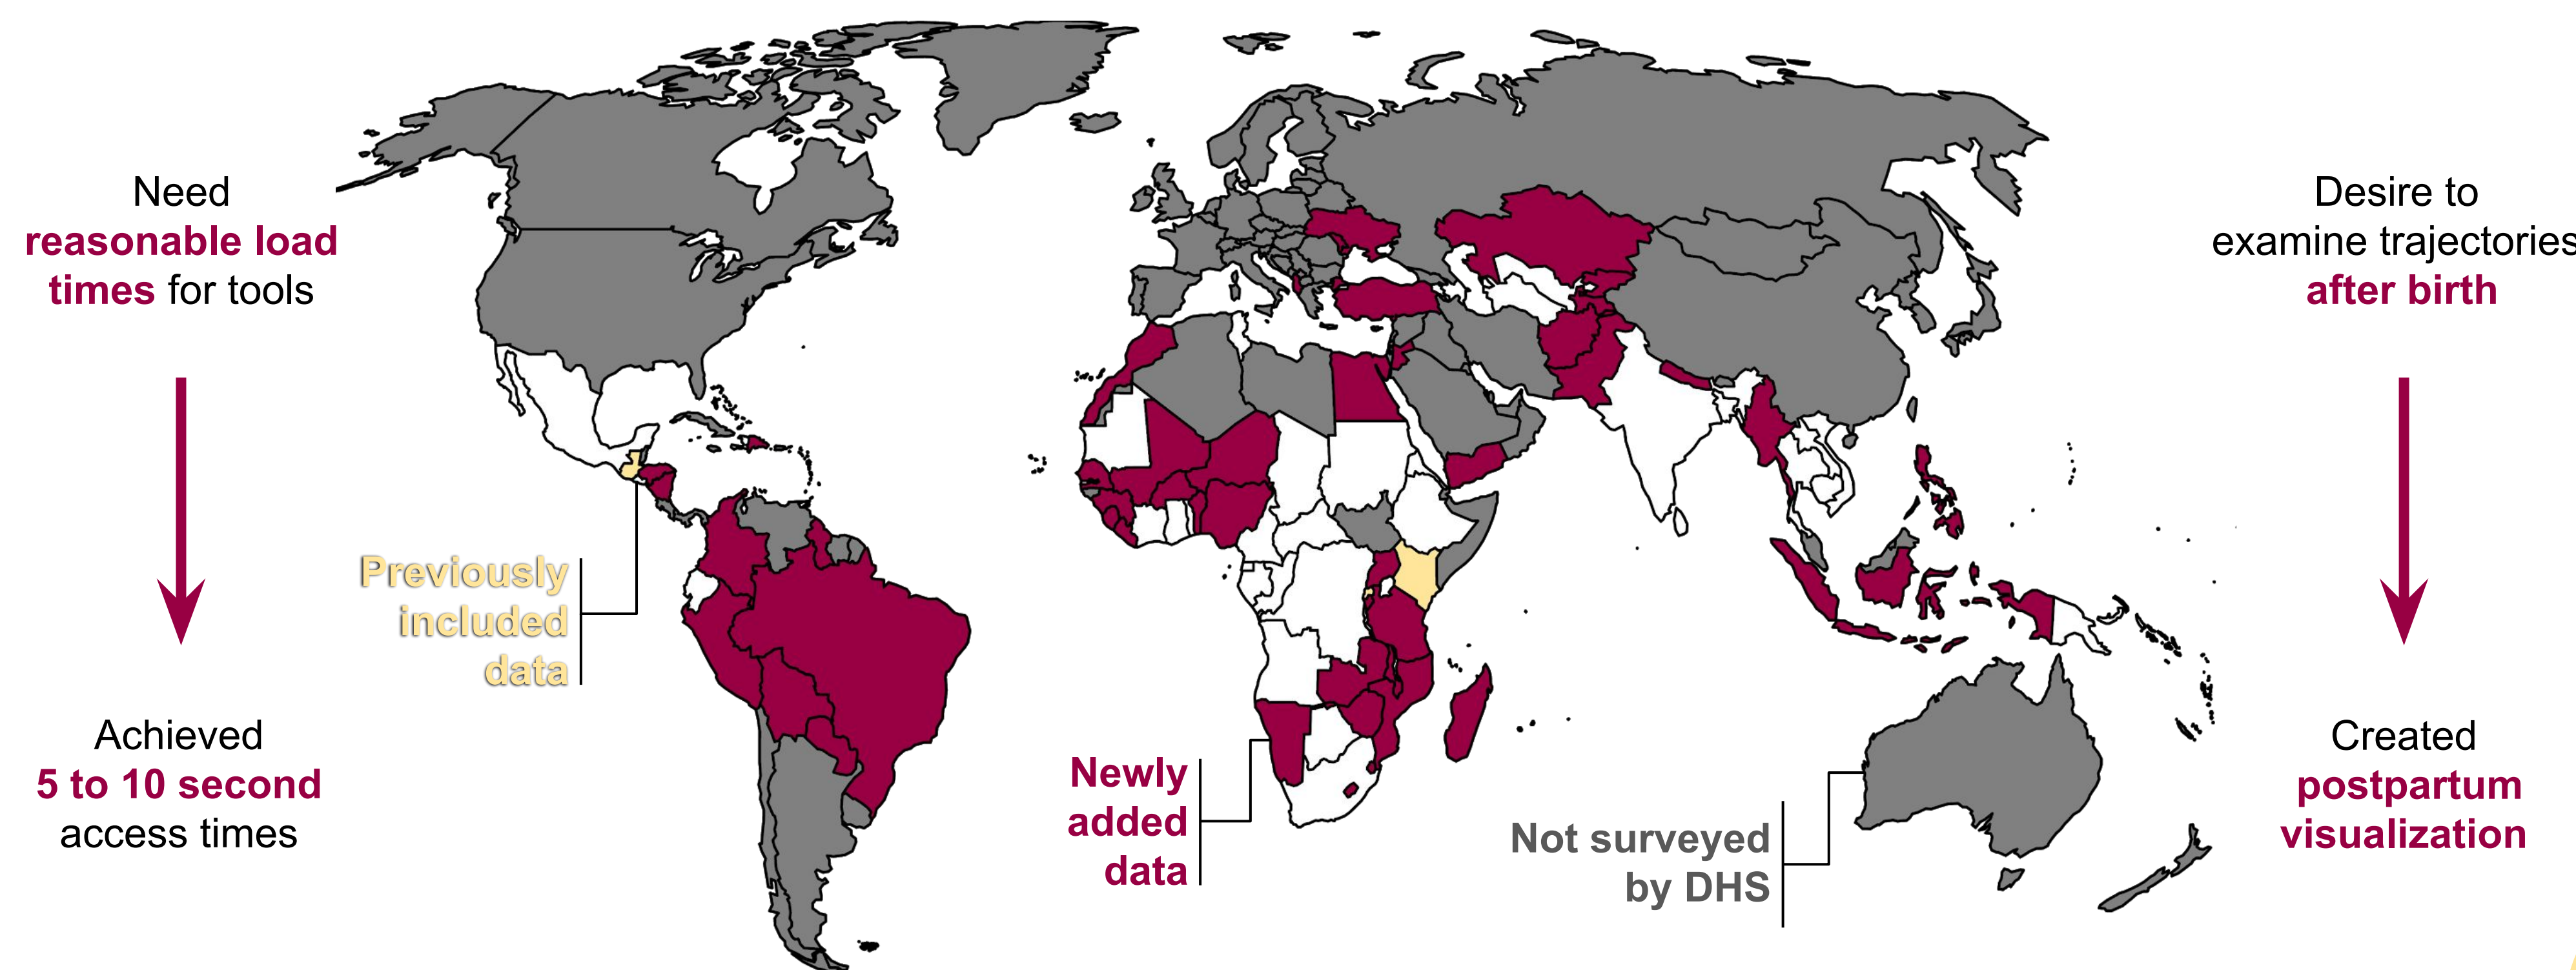 Need
reasonable load
times for tools
Achieved
5 to 10 second
access times
Previously
included
data
Newly
added
data
Not surveyed
by DHS
Desire to
examine trajectories
after birth
Created
postpartum
visualization